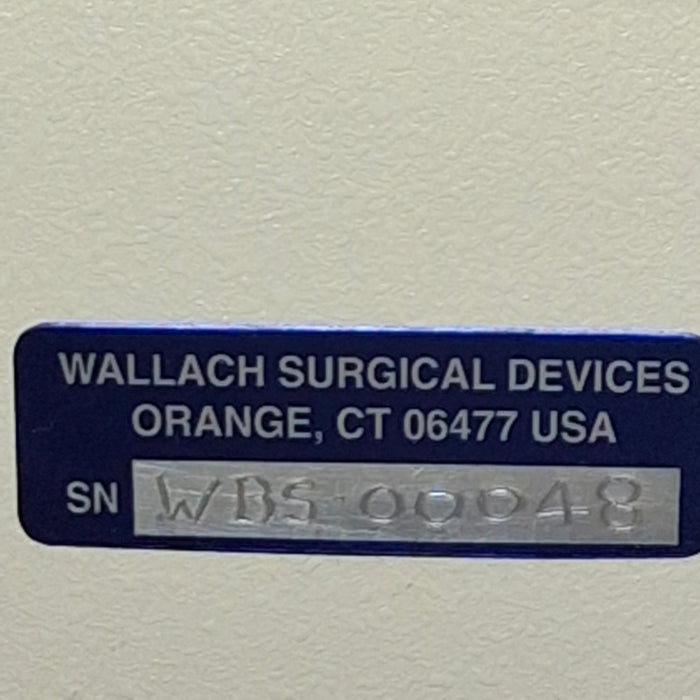 WALLACH SURGICAL DEVICES
ORANGE, CT 06477 USA
SN WBS 00048